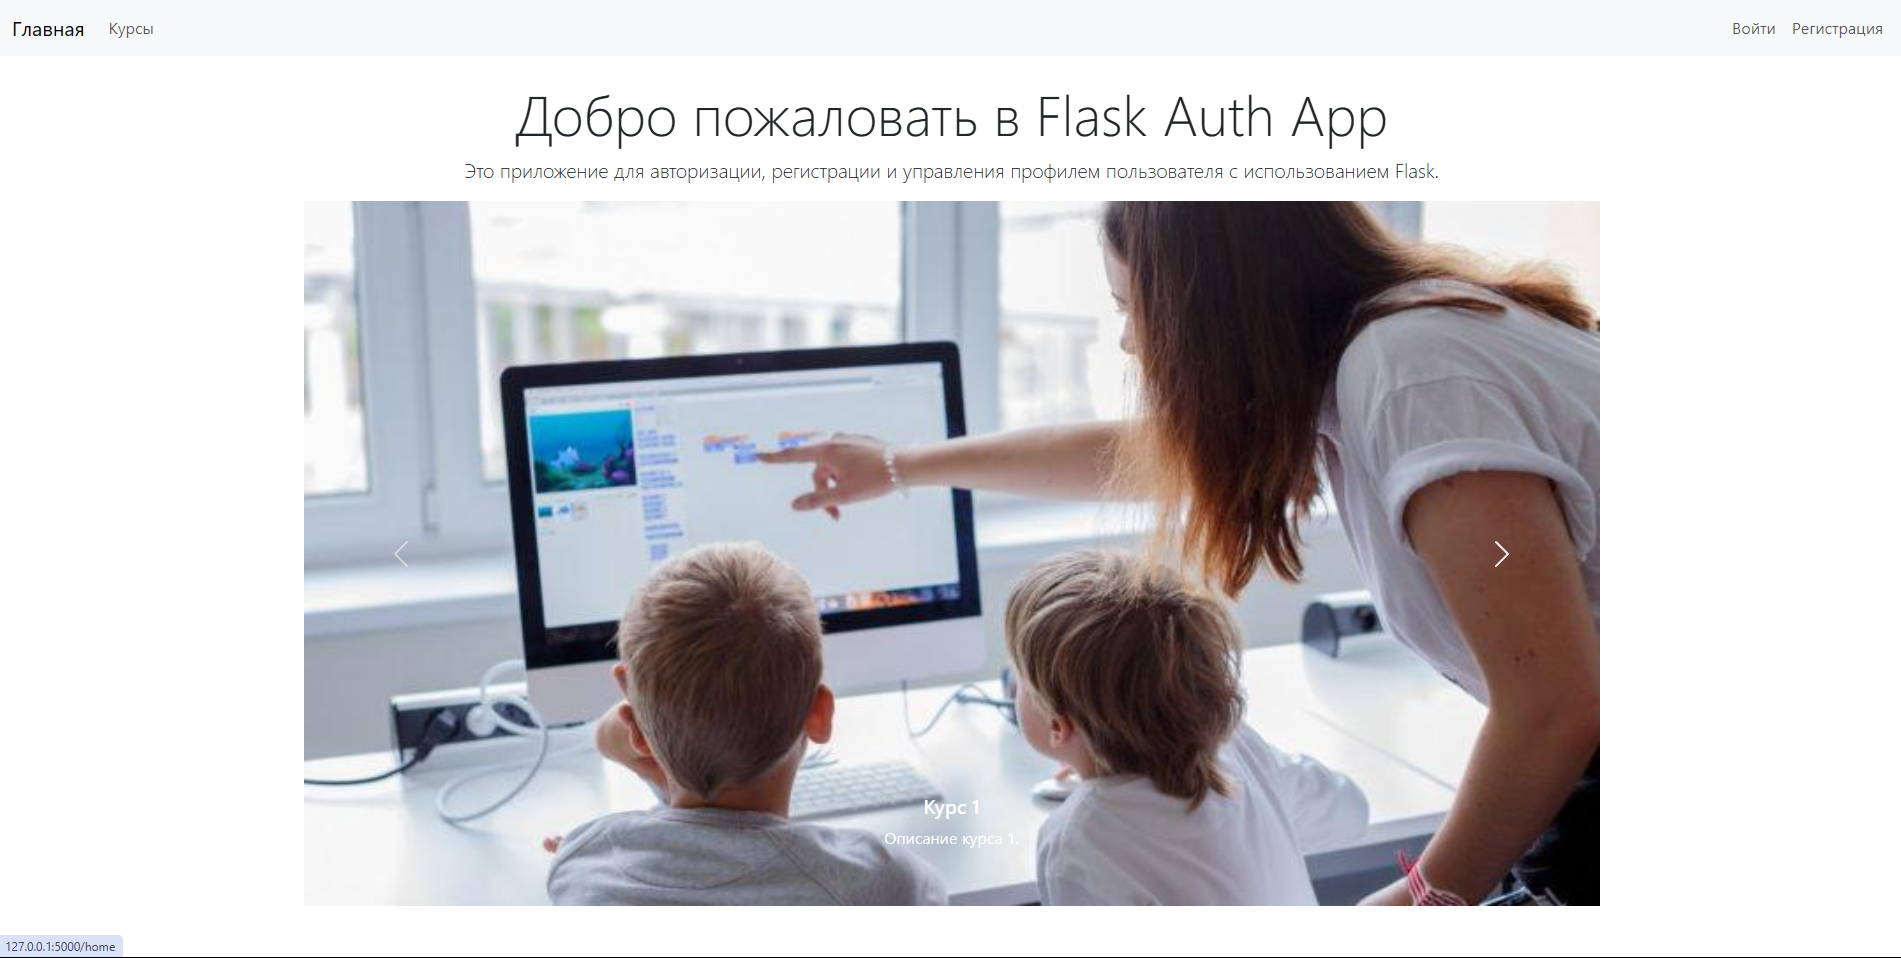 Главная Курсы Войти Регистрация
Добро пожаловать в Flask Auth App
Это приложение для авторизации, регистрации и управления профилем пользователя с использованием Flask.
Курс 1
Описание курса 1.
127.0.0.1:5000/home